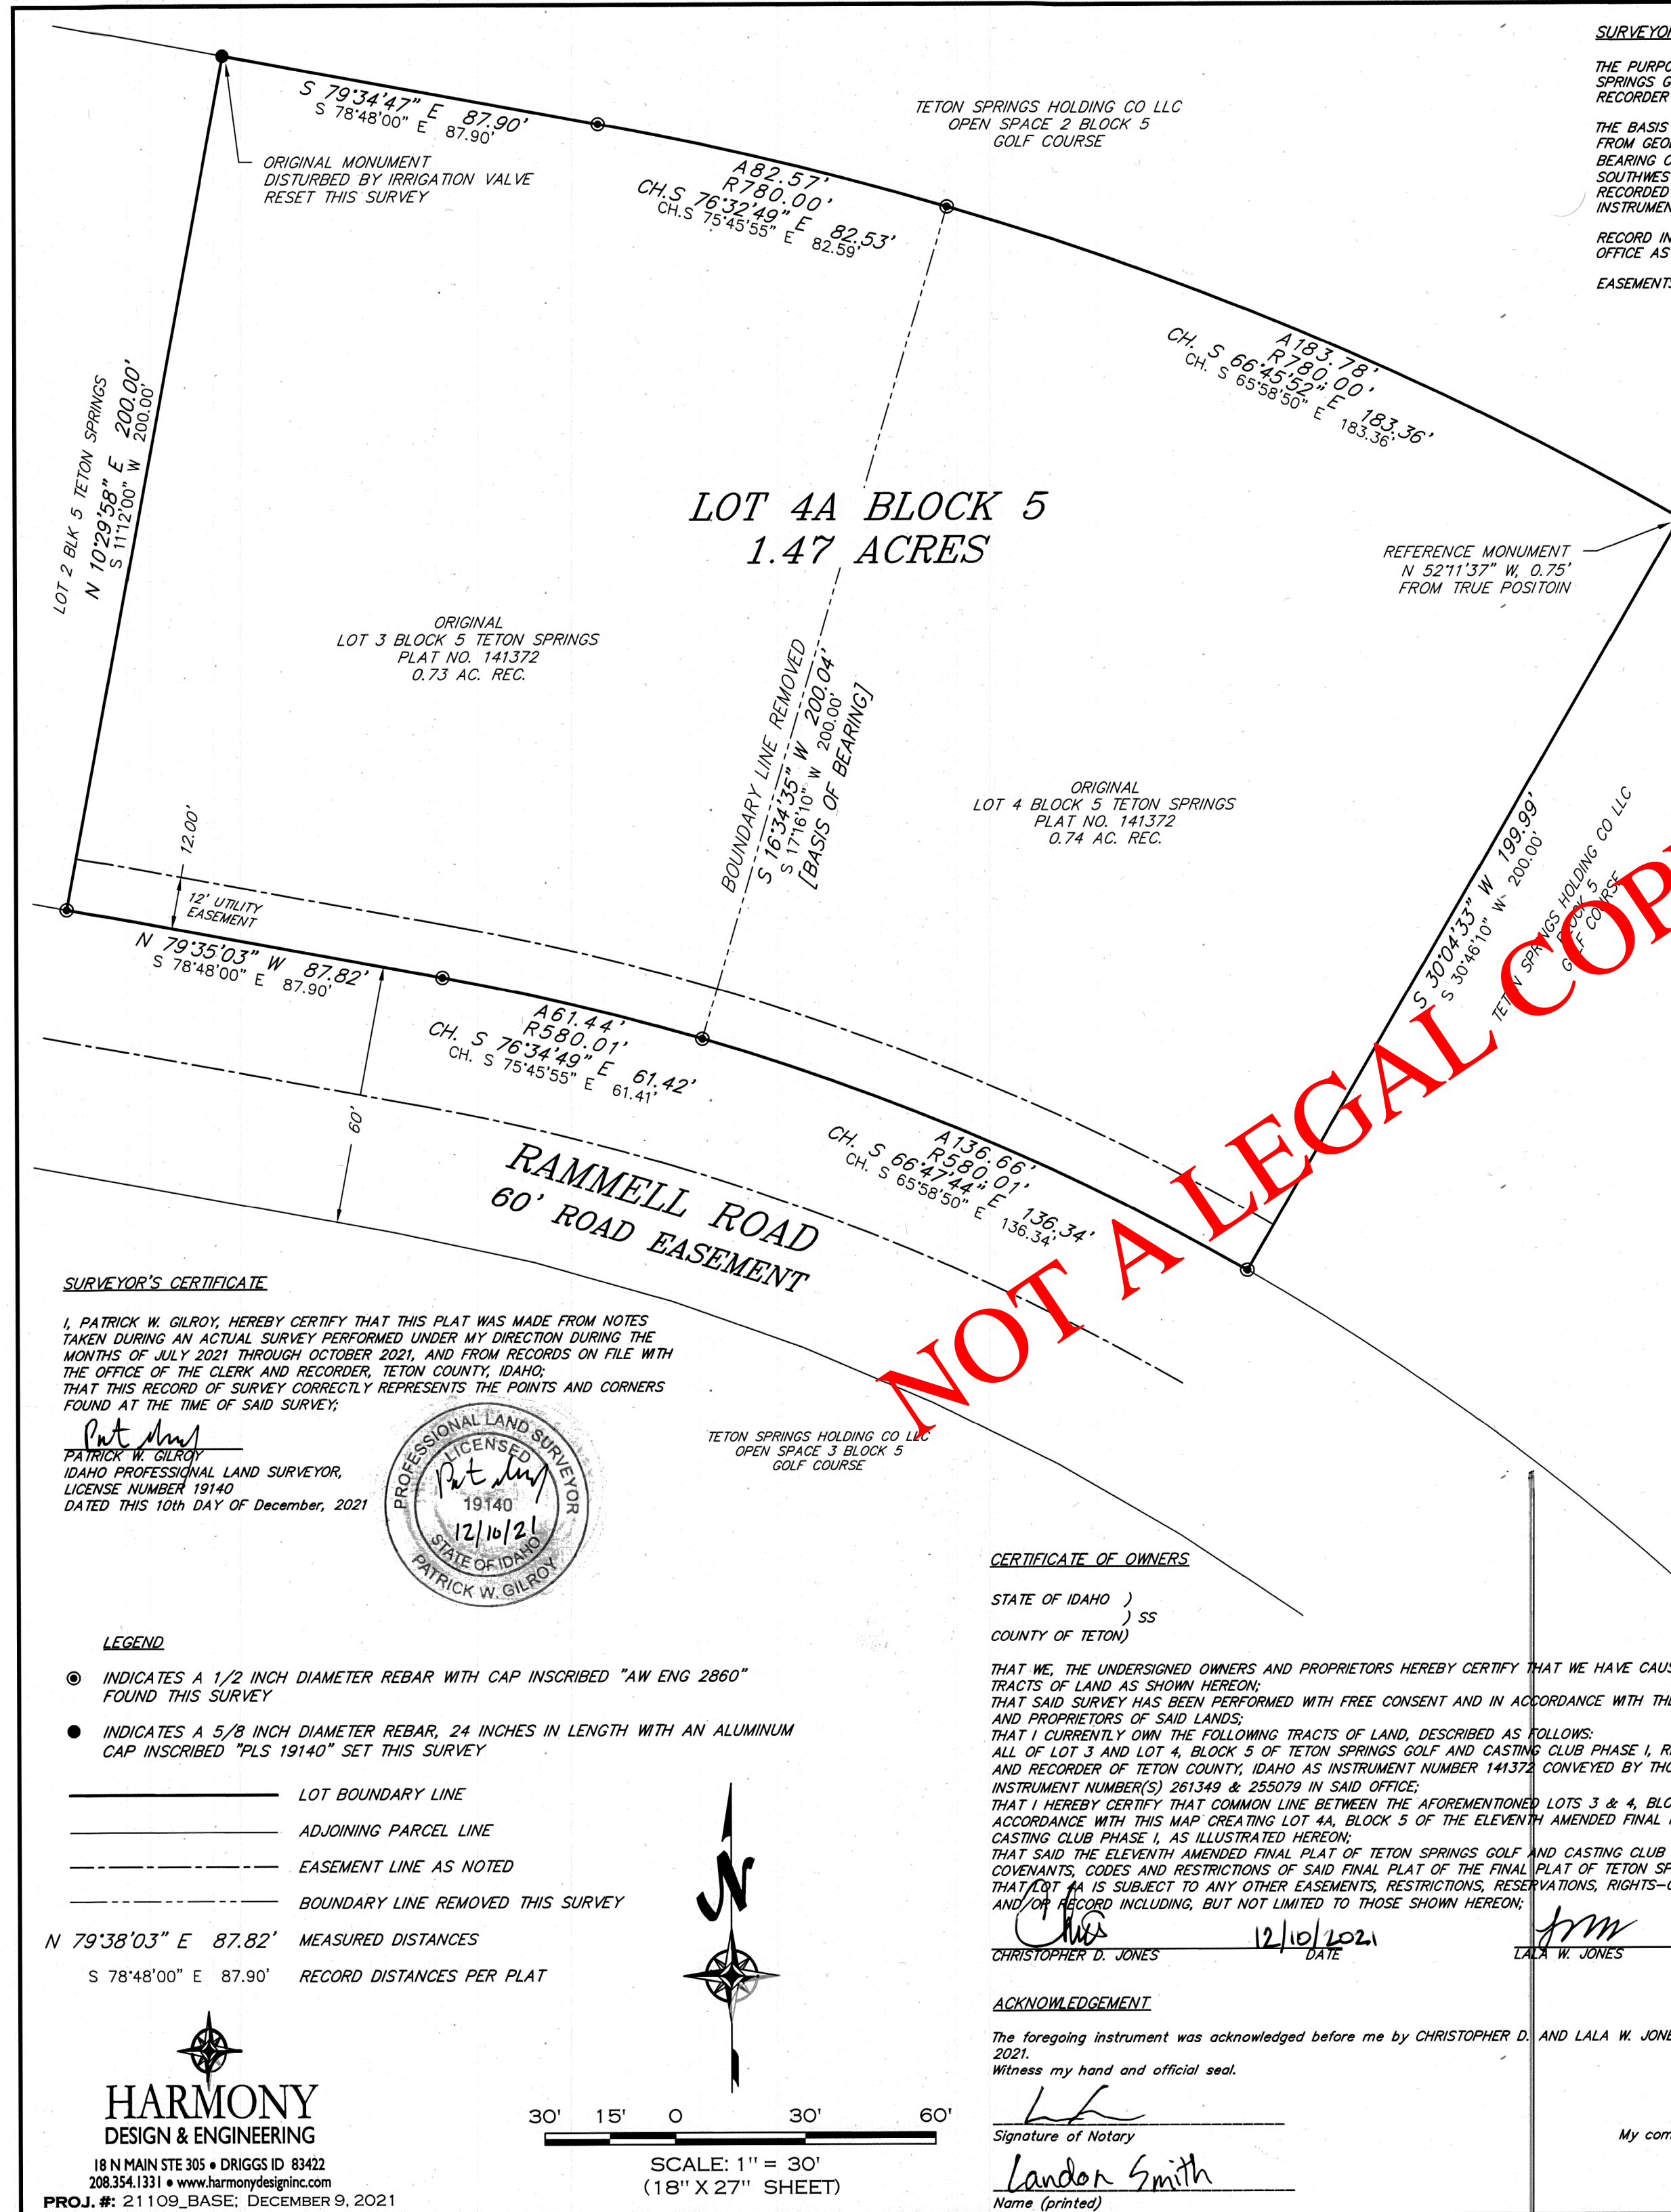 S 79°34'47" E 87.90'
S 78°48'00" E 87.90'
ORIGINAL MONUMENT
DISTURBED BY IRRIGATION VALVE
RESET THIS SURVEY
A82.57'
R780.00'
CH.S 76°32'49" E 82.53'
CH.S 75°45'55" E 82.59'
TETON SPRINGS HOLDING CO LLC
OPEN SPACE 2 BLOCK 5
GOLF COURSE
SURVEYOR
THE PURPO
SPRINGS G
RECORDER
THE BASIS
FROM GEO
BEARING O
SOUTHWES
RECORDED
INSTRUMEN
RECORD IN
OFFICE AS
EASEMENTS
A183.78'
R780.00'
CH. S 66°45'52" E 183.36'
CH. S 65°58'50" E 183.36'
LOT 2 BLK 5 TETON SPRINGS
N 10°29'58" E 200.00'
S 11°12'00" W 200.00'
LOT 4A BLOCK 5
1.47 ACRES
REFERENCE MONUMENT
N 52°11'37" W, 0.75'
FROM TRUE POSITOIN
ORIGINAL
LOT 3 BLOCK 5 TETON SPRINGS
PLAT NO. 141372
0.73 AC. REC.
BOUNDARY LINE REMOVED
S 16°34'35" W 200.04'
S 17°16'10" W 200.00'
[BASIS OF BEARING]
ORIGINAL
LOT 4 BLOCK 5 TETON SPRINGS
PLAT NO. 141372
0.74 AC. REC.
S 30°04'33" W 199.99'
S 30°46'10" W 200.00'
TETON SPRINGS HOLDING CO LLC
BLOCK 5
GOLF COURSE
12.00'
12' UTILITY
EASEMENT
N 79°35'03" W 87.82'
S 78°48'00" E 87.90'
A61.44'
R580.01'
CH. S 76°34'49" E 61.42'
CH. S 75°45'55" E 61.41'
60'
A136.66'
R580.01'
CH. S 66°47'44" E 136.34'
CH. S 65°58'50" E 136.34'
RAMMELL ROAD
60' ROAD EASEMENT
NOT A LEGAL COP
SURVEYOR'S CERTIFICATE
I, PATRICK W. GILROY, HEREBY CERTIFY THAT THIS PLAT WAS MADE FROM NOTES
TAKEN DURING AN ACTUAL SURVEY PERFORMED UNDER MY DIRECTION DURING THE
MONTHS OF JULY 2021 THROUGH OCTOBER 2021, AND FROM RECORDS ON FILE WITH
THE OFFICE OF THE CLERK AND RECORDER, TETON COUNTY, IDAHO;
THAT THIS RECORD OF SURVEY CORRECTLY REPRESENTS THE POINTS AND CORNERS
FOUND AT THE TIME OF SAID SURVEY;
PATRICK W. GILROY
IDAHO PROFESSIONAL LAND SURVEYOR,
LICENSE NUMBER 19140
DATED THIS 10th DAY OF December, 2021
PROFESSIONAL LAND SURVEYOR
LICENSED
19140
12/10/21
STATE OF IDAHO
PATRICK W. GILROY
TETON SPRINGS HOLDING CO LLC
OPEN SPACE 3 BLOCK 5
GOLF COURSE
LEGEND
INDICATES A 1/2 INCH DIAMETER REBAR WITH CAP INSCRIBED "AW ENG 2860"
FOUND THIS SURVEY
INDICATES A 5/8 INCH DIAMETER REBAR, 24 INCHES IN LENGTH WITH AN ALUMINUM
CAP INSCRIBED "PLS 19140" SET THIS SURVEY
LOT BOUNDARY LINE
ADJOINING PARCEL LINE
EASEMENT LINE AS NOTED
BOUNDARY LINE REMOVED THIS SURVEY
N 79°38'03" E 87.82' MEASURED DISTANCES
S 78°48'00" E 87.90' RECORD DISTANCES PER PLAT
N
HARMONY
DESIGN & ENGINEERING
18 N MAIN STE 305 • DRIGGS ID 83422
208.354.1331 • www.harmonydesigninc.com
PROJ. #: 21109_BASE; DECEMBER 9, 2021
30' 15' 0 30' 60'
SCALE: 1" = 30'
(18" X 27" SHEET)
CERTIFICATE OF OWNERS
STATE OF IDAHO )
) SS
COUNTY OF TETON)
THAT WE, THE UNDERSIGNED OWNERS AND PROPRIETORS HEREBY CERTIFY THAT WE HAVE CAUS
TRACTS OF LAND AS SHOWN HEREON;
THAT SAID SURVEY HAS BEEN PERFORMED WITH FREE CONSENT AND IN ACCORDANCE WITH THE
AND PROPRIETORS OF SAID LANDS;
THAT I CURRENTLY OWN THE FOLLOWING TRACTS OF LAND, DESCRIBED AS FOLLOWS:
ALL OF LOT 3 AND LOT 4, BLOCK 5 OF TETON SPRINGS GOLF AND CASTING CLUB PHASE I, R
AND RECORDER OF TETON COUNTY, IDAHO AS INSTRUMENT NUMBER 141372 CONVEYED BY THO
INSTRUMENT NUMBER(S) 261349 & 255079 IN SAID OFFICE;
THAT I HEREBY CERTIFY THAT COMMON LINE BETWEEN THE AFOREMENTIONED LOTS 3 & 4, BLO
ACCORDANCE WITH THIS MAP CREATING LOT 4A, BLOCK 5 OF THE ELEVENTH AMENDED FINAL
CASTING CLUB PHASE I, AS ILLUSTRATED HEREON;
THAT SAID THE ELEVENTH AMENDED FINAL PLAT OF TETON SPRINGS GOLF AND CASTING CLUB
COVENANTS, CODES AND RESTRICTIONS OF SAID FINAL PLAT OF THE FINAL PLAT OF TETON SP
THAT LOT 4A IS SUBJECT TO ANY OTHER EASEMENTS, RESTRICTIONS, RESERVATIONS, RIGHTS-O
AND/OR RECORD INCLUDING, BUT NOT LIMITED TO THOSE SHOWN HEREON;
12/10/2021
CHRISTOPHER D. JONES DATE LALA W. JONES
ACKNOWLEDGEMENT
The foregoing instrument was acknowledged before me by CHRISTOPHER D. AND LALA W. JONE
2021.
Witness my hand and official seal.
Signature of Notary
My com
Landon Smith
Name (printed)